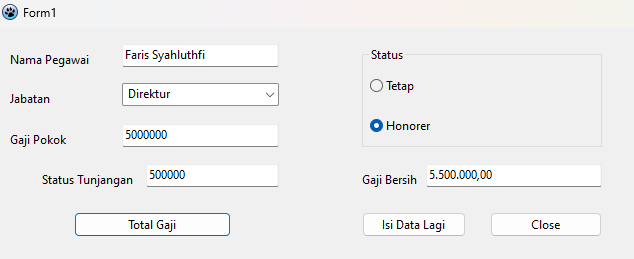 Form1
Nama Pegawai
Faris Syahluthfi
Jabatan
Direktur
Gaji Pokok
5000000
Status Tunjangan
500000
Total Gaji
Status
Tetap
Honorer
Gaji Bersih
5.500.000,00
Isi Data Lagi
Close